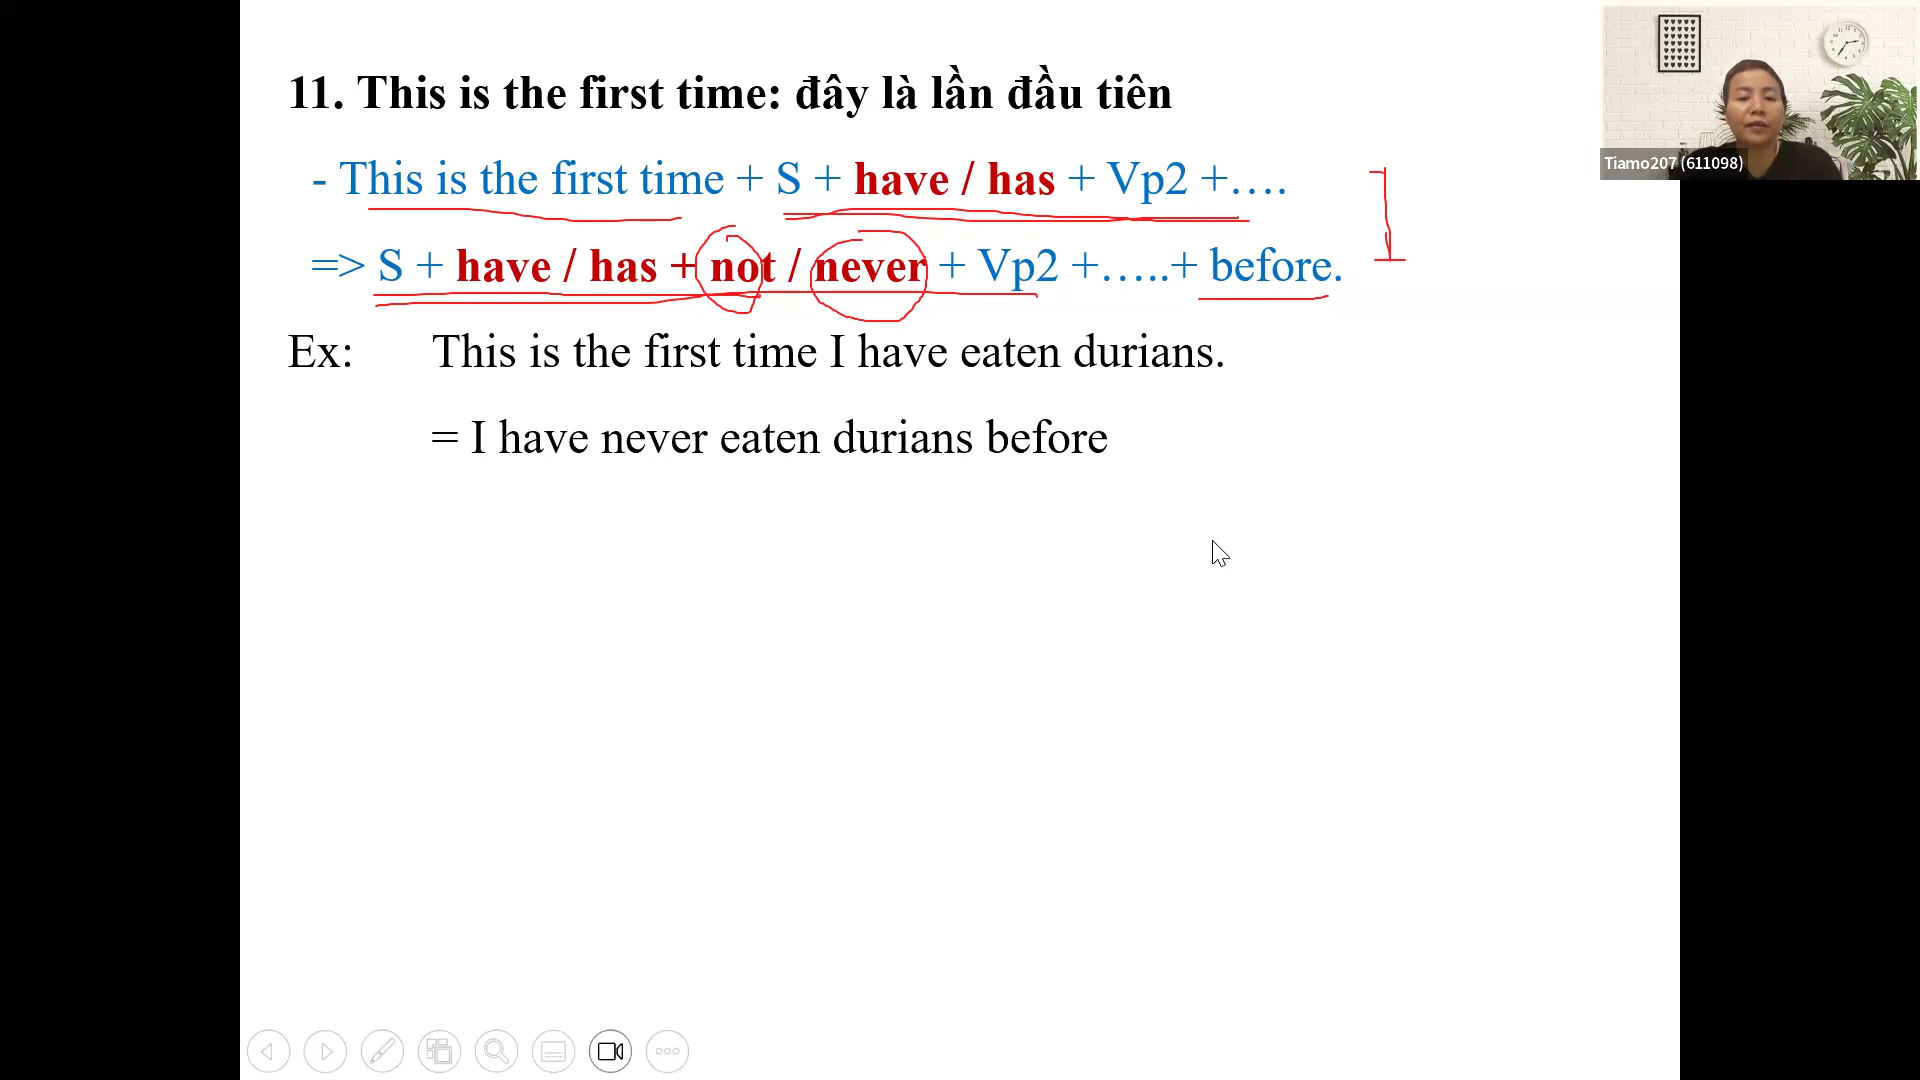 11. This is the first time: đây là lần đầu tiên
- This is the first time + S + have / has + Vp2 +….
=> S + have / has + not / never + Vp2 +…..+ before.
Ex: This is the first time I have eaten durians.
= I have never eaten durians before
Tiamo207 (611098)